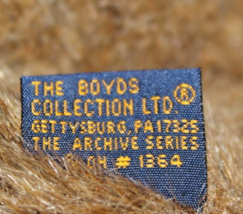 THE BOYDS
COLLECTION LTD®
GETTYSBURG, PA 17325
THE ARCHIVE SERIES
# 1364